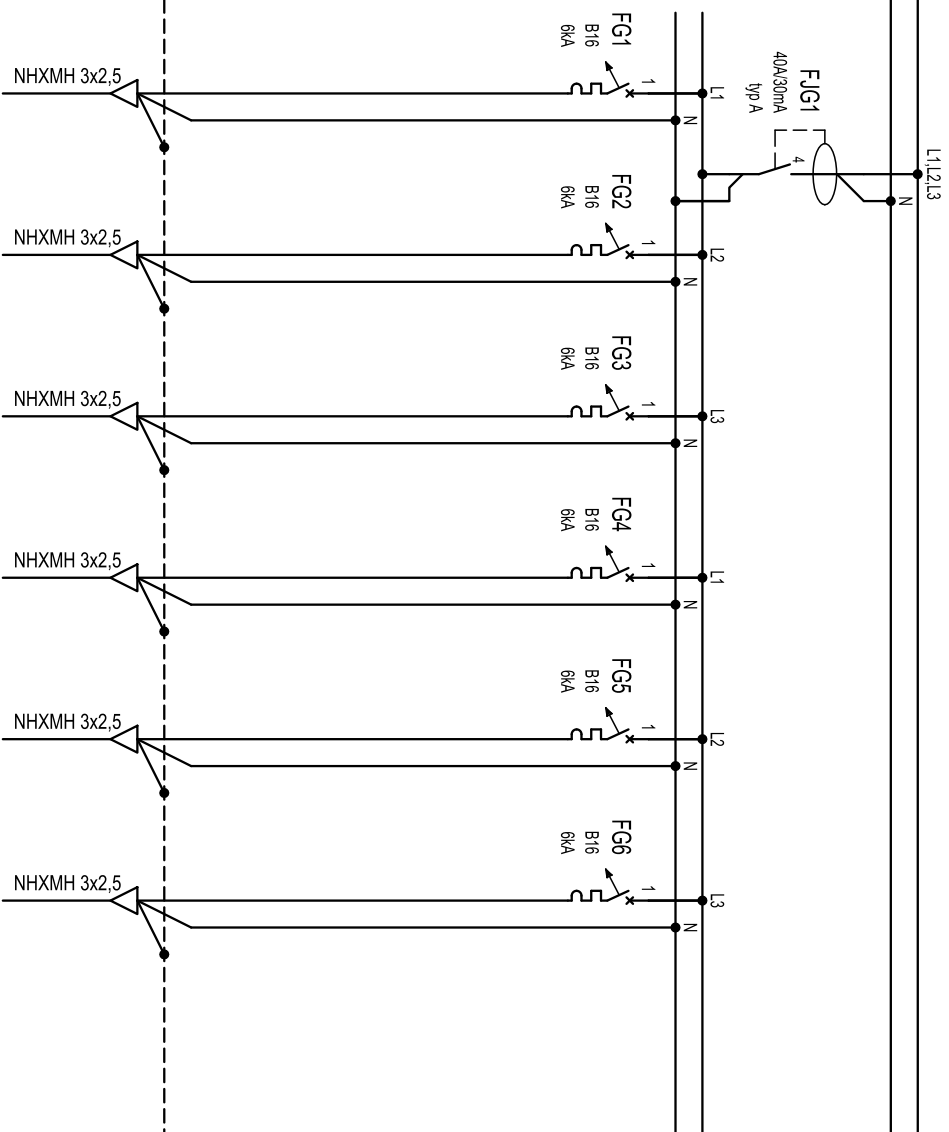 L1,L2,L3
N
FJG1
40A/30mA
typ A
4
L1
N
1
FG1
B16
6kA
NHXMH 3x2,5
L2
N
1
FG2
B16
6kA
NHXMH 3x2,5
L3
N
1
FG3
B16
6kA
NHXMH 3x2,5
L1
N
1
FG4
B16
6kA
NHXMH 3x2,5
L2
N
1
FG5
B16
6kA
NHXMH 3x2,5
L3
N
1
FG6
B16
6kA
NHXMH 3x2,5